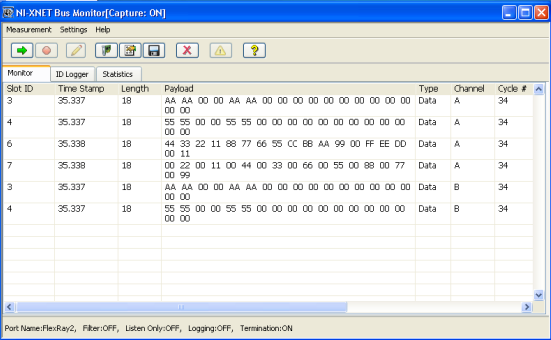 NI-XNET Bus Monitor[Capture: ON]
Measurement Settings Help
Monitor ID Logger Statistics
Slot ID Time Stamp Length Payload Type Channel Cycle #
3 35.337 18 AA AA 00 00 AA AA 00 00 00 00 00 00 00 00 00 00 Data A 34
00 00
4 35.337 18 55 55 00 00 55 55 00 00 00 00 00 00 00 00 00 00 Data A 34
00 00
6 35.338 18 44 33 22 11 88 77 66 55 CC BB AA 99 00 FF EE DD Data A 34
00 11
7 35.338 18 00 22 00 11 00 44 00 33 00 66 00 55 00 88 00 77 Data A 34
00 99
3 35.337 18 AA AA 00 00 AA AA 00 00 00 00 00 00 00 00 00 00 Data B 34
00 00
4 35.337 18 55 55 00 00 55 55 00 00 00 00 00 00 00 00 00 00 Data B 34
00 00
Port Name:FlexRay2, Filter:OFF, Listen Only:OFF, Logging:OFF, Termination:ON